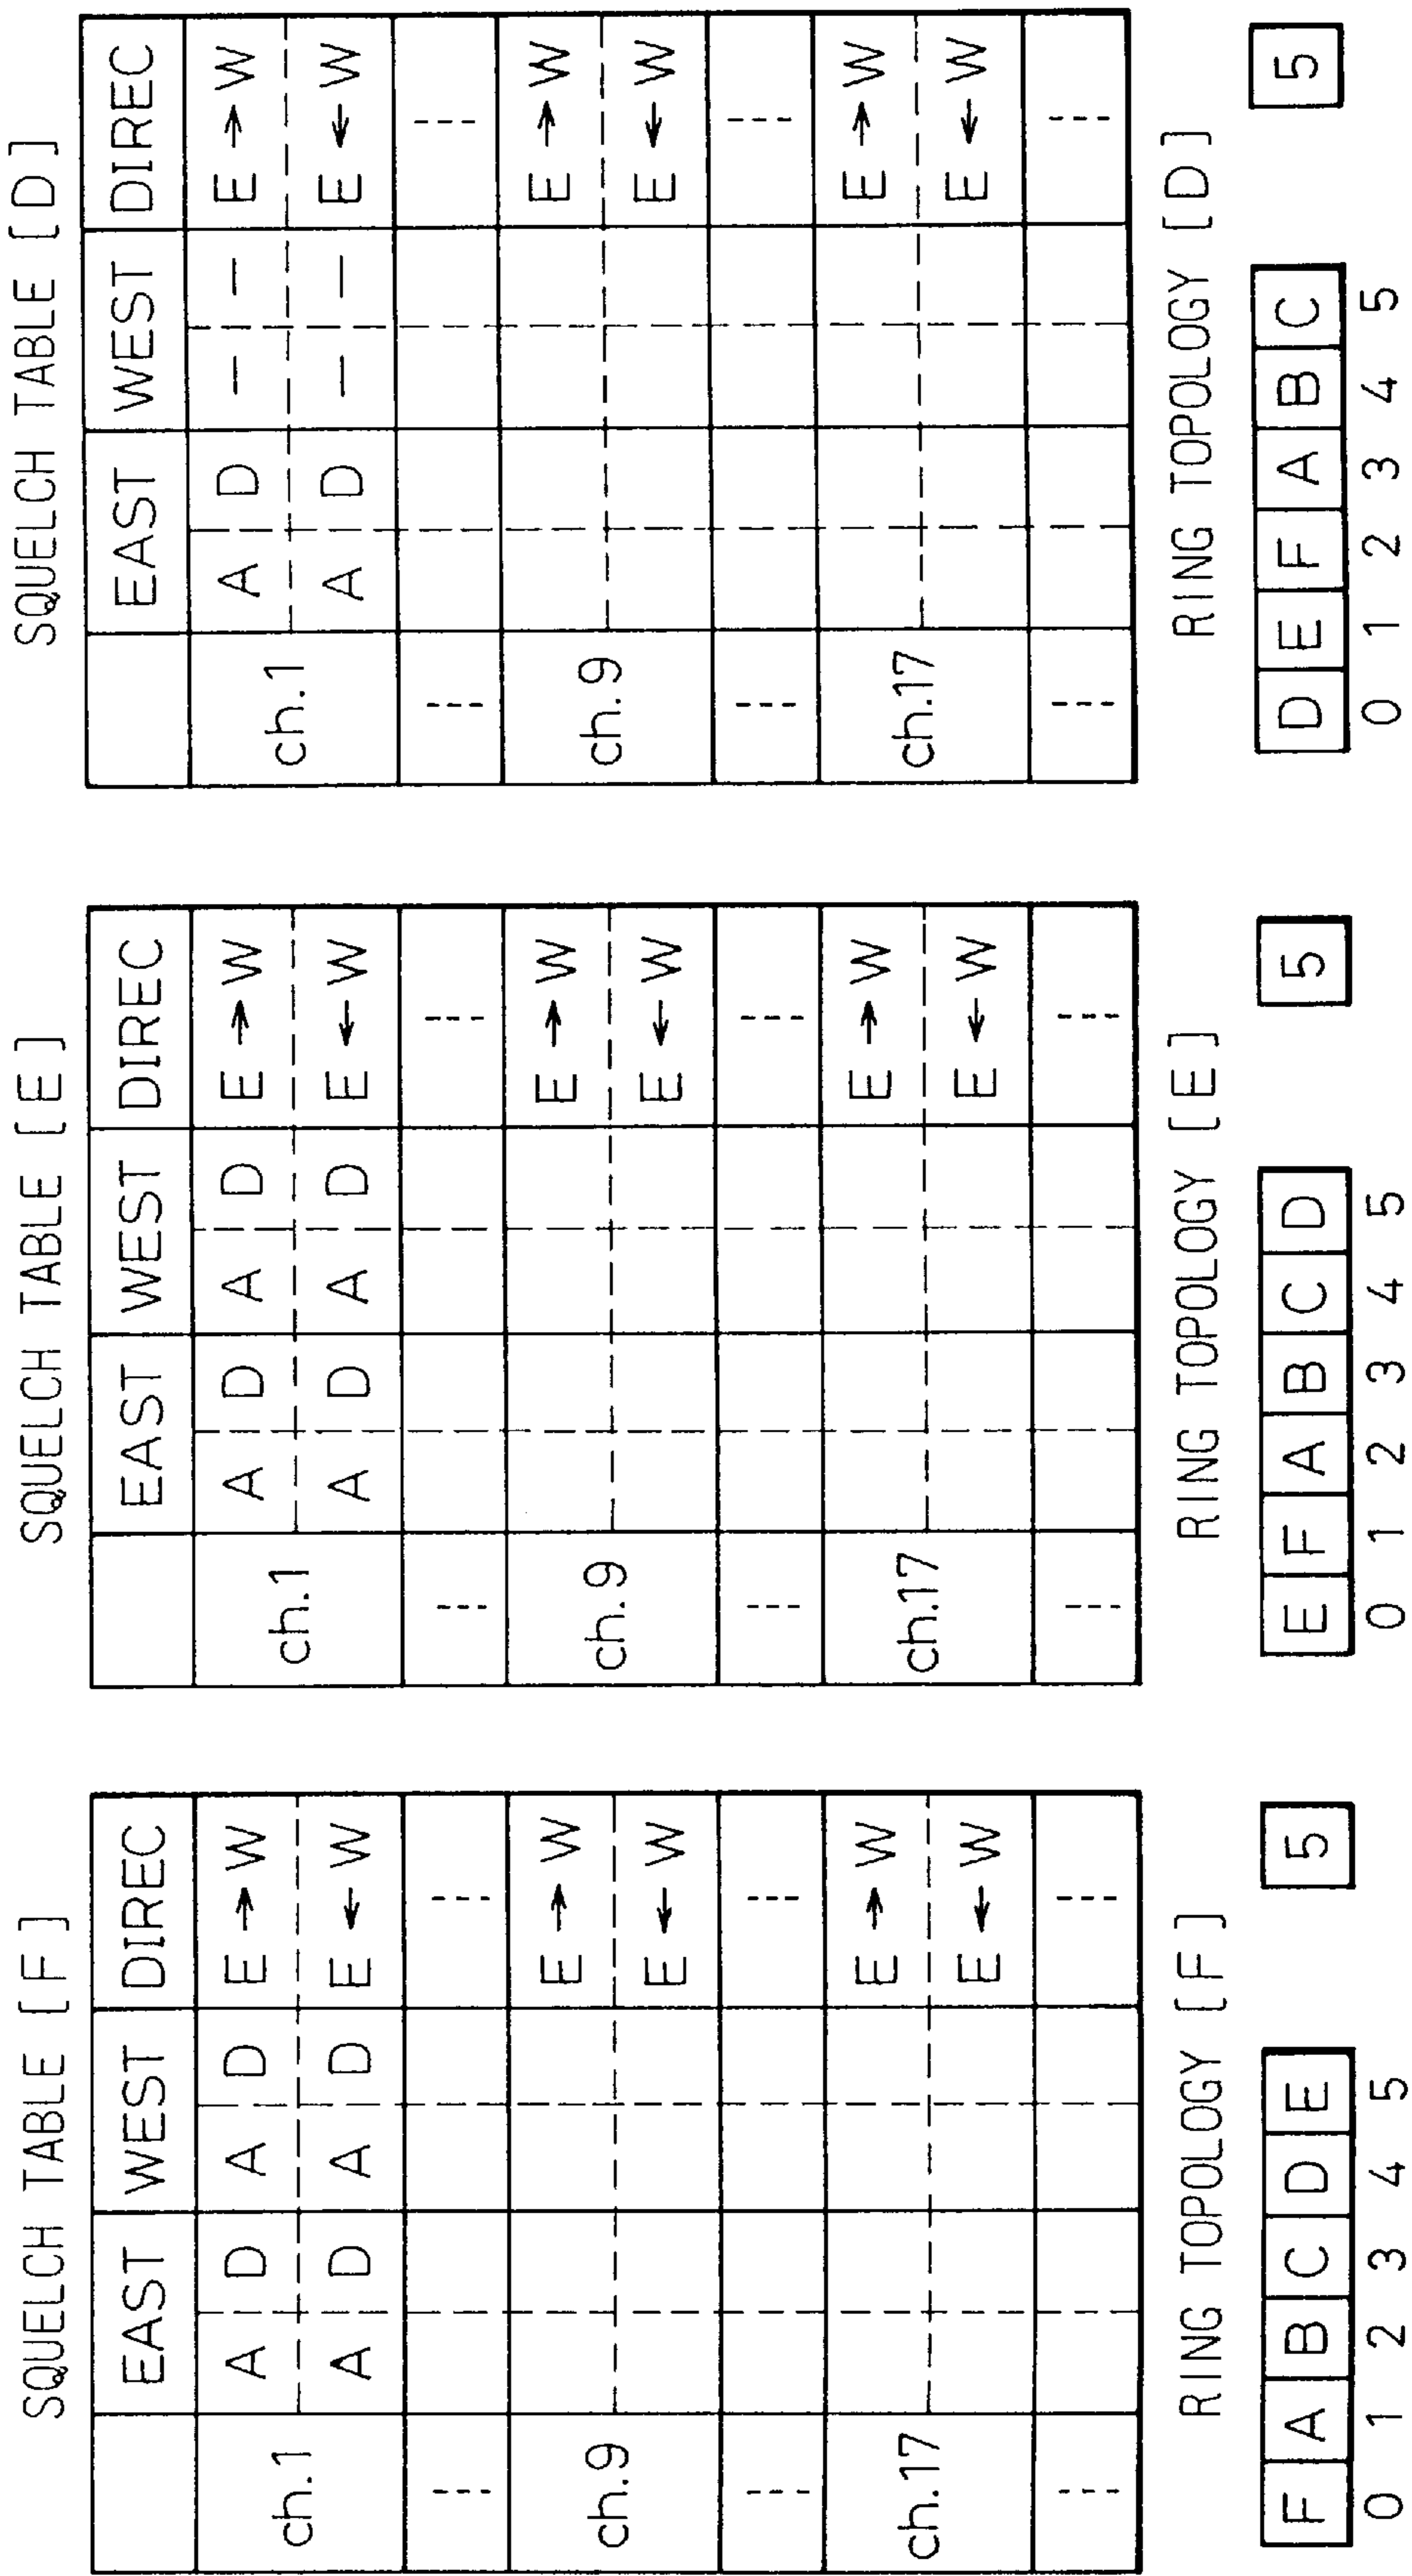 SQUELCH TABLE [F]
EAST WEST DIREC
ch.1 A D A D E → W
A D A D E ← W
--- ---
ch.9 E → W
E ← W
--- ---
ch.17 E → W
E ← W
--- ---
RING TOPOLOGY [F]
F A B C D E 5
0 1 2 3 4 5
SQUELCH TABLE [E]
EAST WEST DIREC
ch.1 A D A D E → W
A D A D E ← W
--- ---
ch.9 E → W
E ← W
--- ---
ch.17 E → W
E ← W
--- ---
RING TOPOLOGY [E]
E F A B C D 5
0 1 2 3 4 5
SQUELCH TABLE [D]
EAST WEST DIREC
ch.1 A D — — E → W
A D — — E ← W
--- ---
ch.9 E → W
E ← W
--- ---
ch.17 E → W
E ← W
--- ---
RING TOPOLOGY [D]
D E F A B C 5
0 1 2 3 4 5